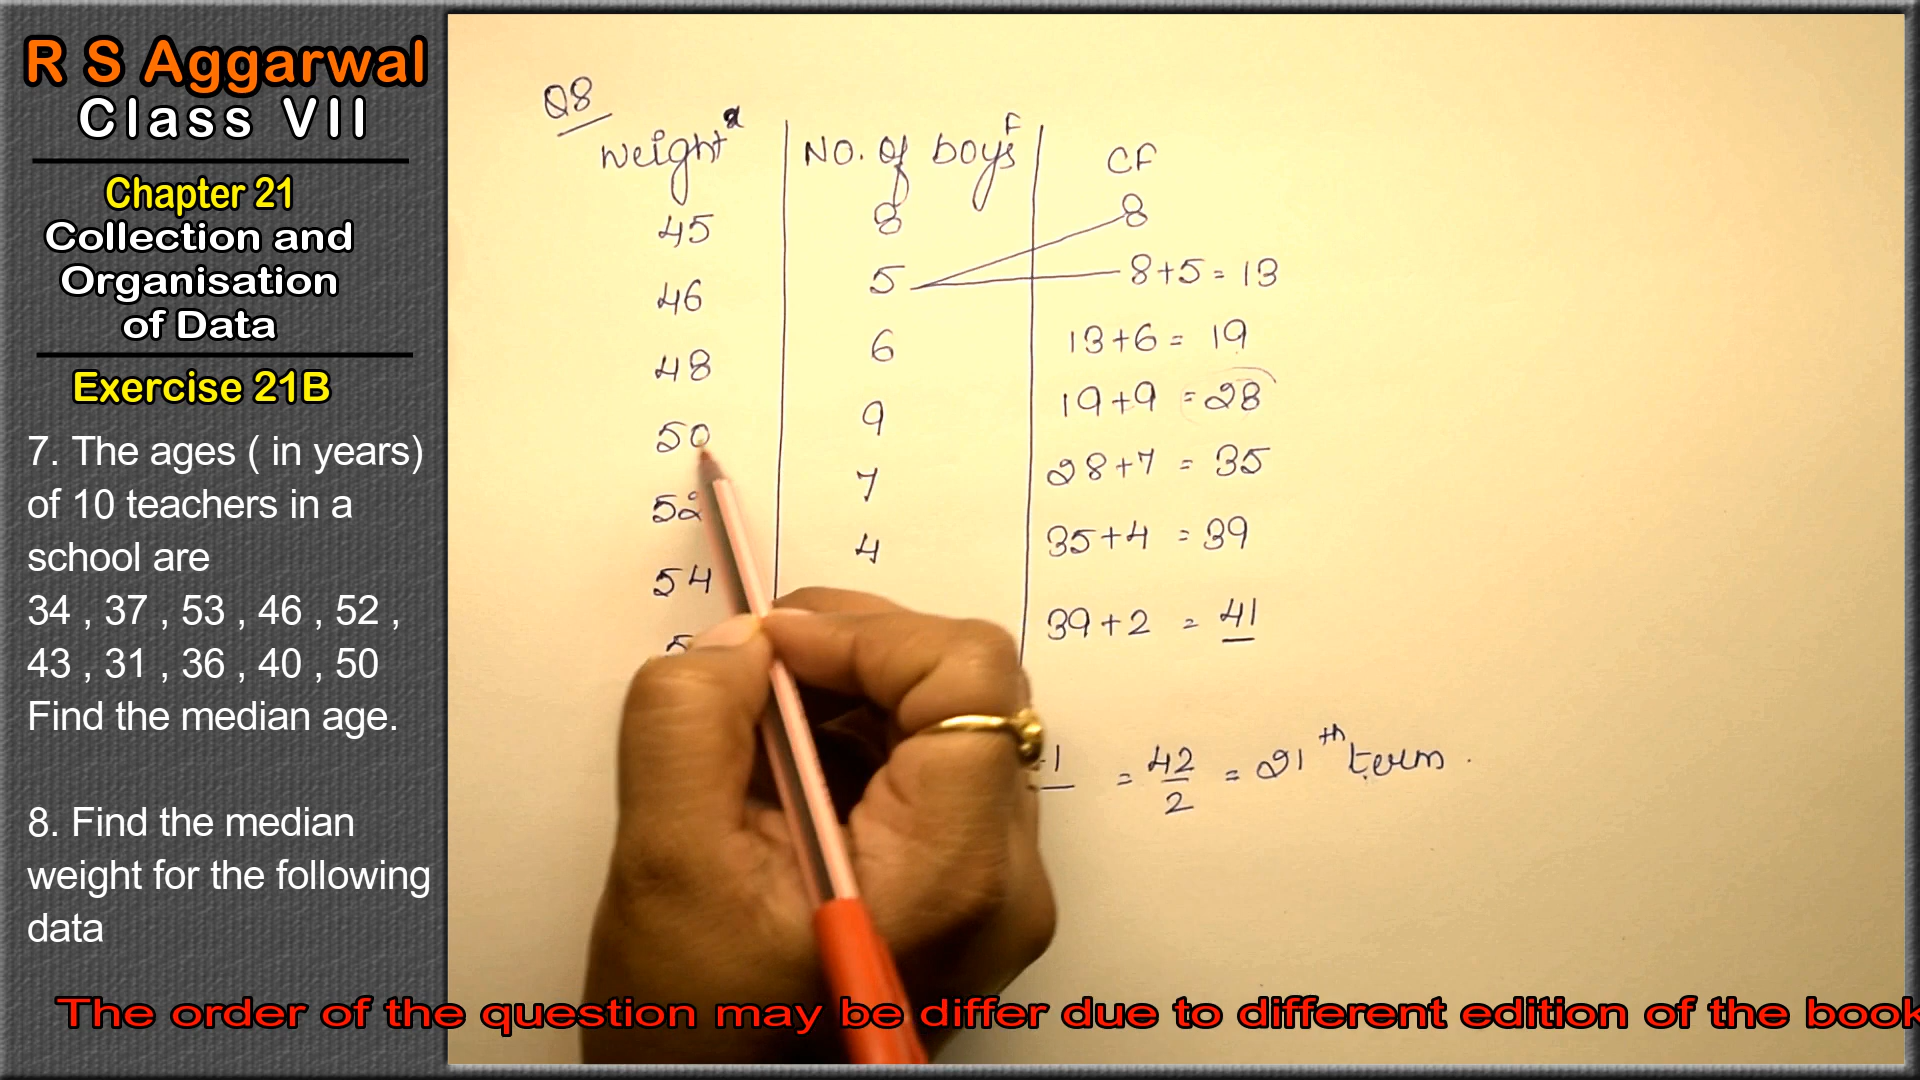 R S Aggarwal
Class VII
Chapter 21
Collection and
Organisation
of Data
Exercise 21B
7. The ages ( in years)
of 10 teachers in a
school are
34 , 37 , 53 , 46 , 52 ,
43 , 31 , 36 , 40 , 50
Find the median age.
8. Find the median
weight for the following
data
Q8
weight x No. of boys F CF
45 8 8
46 5 8+5 = 13
48 6 13+6 = 19
50 9 19+9 = 28
52 7 28+7 = 35
54 4 35+4 = 39
5 39+2 = 41
1 = 42/2 = 21th term.
The order of the question may be differ due to different edition of the book